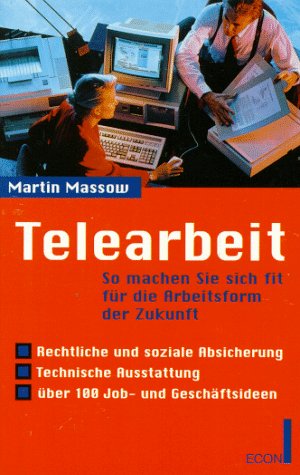 Martin Massow
Telearbeit
So machen Sie sich fit
für die Arbeitsform
der Zukunft
Rechtliche und soziale Absicherung
Technische Ausstattung
über 100 Job- und Geschäftsideen
ECON